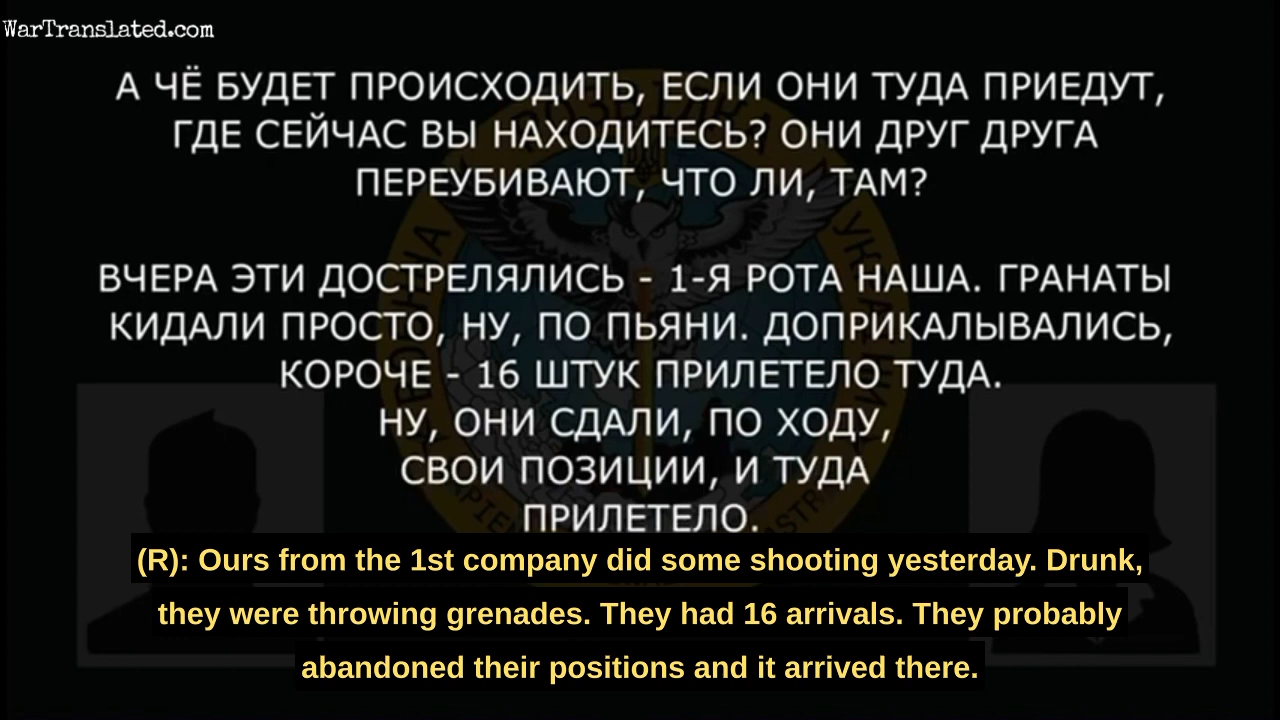 WarTranslated.com
А ЧЁ БУДЕТ ПРОИСХОДИТЬ, ЕСЛИ ОНИ ТУДА ПРИЕДУТ,
ГДЕ СЕЙЧАС ВЫ НАХОДИТЕСЬ? ОНИ ДРУГ ДРУГА
ПЕРЕУБИВАЮТ, ЧТО ЛИ, ТАМ?
ВЧЕРА ЭТИ ДОСТРЕЛЯЛИСЬ - 1-Я РОТА НАША. ГРАНАТЫ
КИДАЛИ ПРОСТО, НУ, ПО ПЬЯНИ. ДОПРИКАЛЫВАЛИСЬ,
КОРОЧЕ - 16 ШТУК ПРИЛЕТЕЛО ТУДА.
НУ, ОНИ СДАЛИ, ПО ХОДУ,
СВОИ ПОЗИЦИИ, И ТУДА
ПРИЛЕТЕЛО.
(R): Ours from the 1st company did some shooting yesterday. Drunk,
they were throwing grenades. They had 16 arrivals. They probably
abandoned their positions and it arrived there.